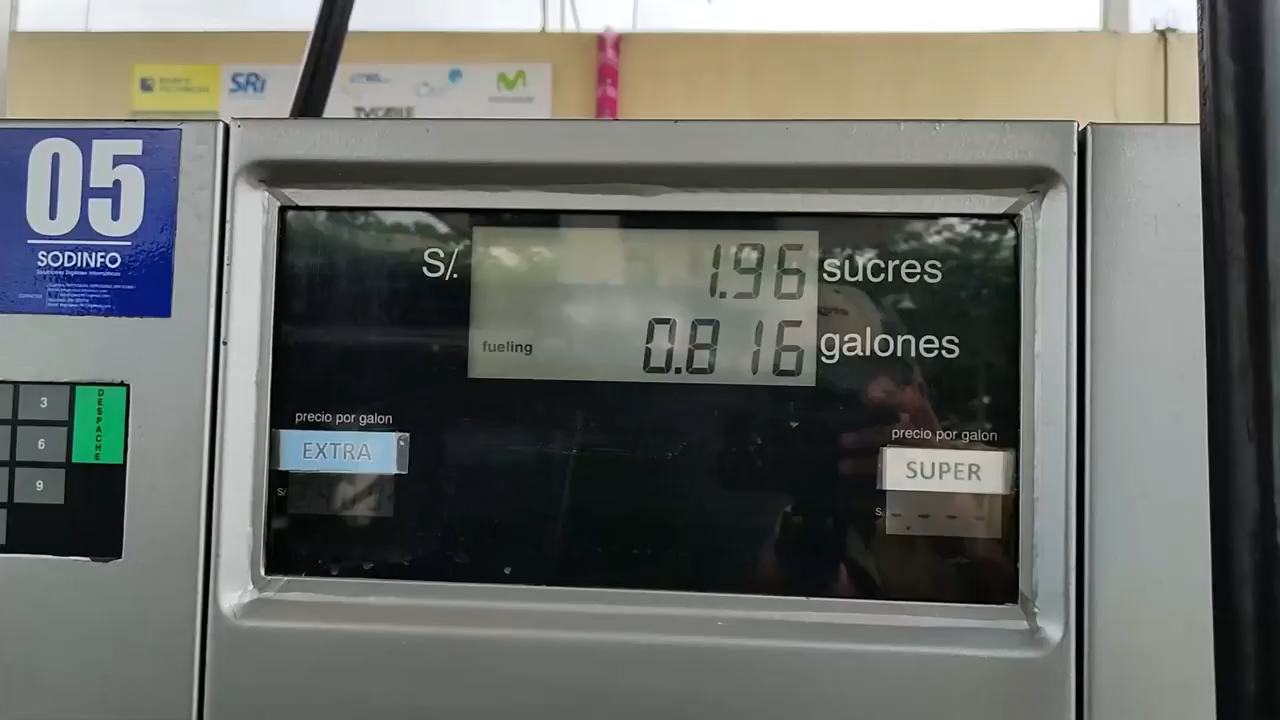 SRi
05
SODINFO
S/. 1.96 sucres
fueling 0.816 galones
3
6
9
DESPACHE
precio por galon
EXTRA
S/
precio por galon
SUPER
S/.
- - - -